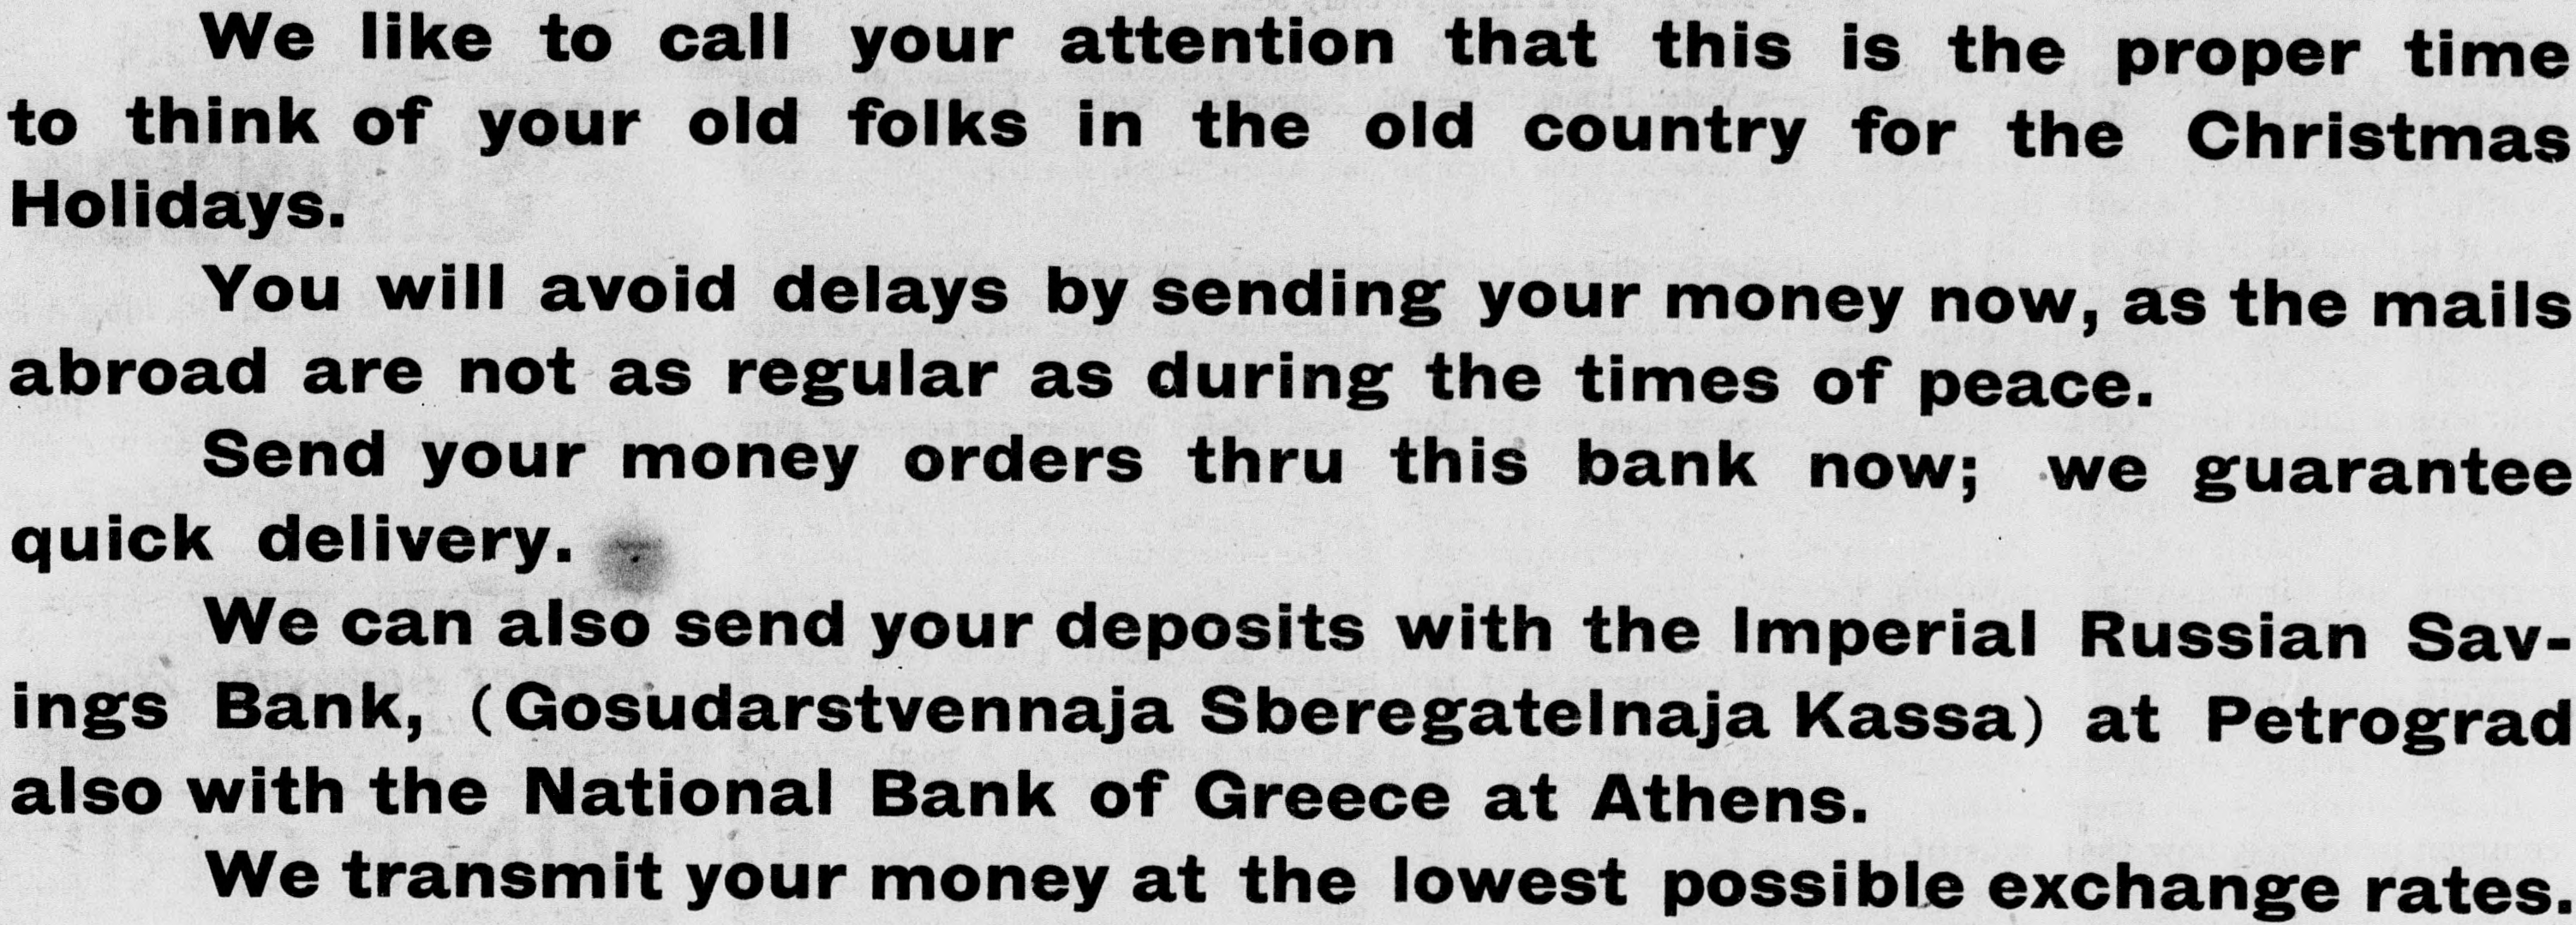 We like to call your attention that this is the proper time
to think of your old folks in the old country for the Christmas
Holidays.
You will avoid delays by sending your money now, as the mails
abroad are not as regular as during the times of peace.
Send your money orders thru this bank now; we guarantee
quick delivery.
We can also send your deposits with the Imperial Russian Sav-
ings Bank, (Gosudarstvennaja Sberegatelnaja Kassa) at Petrograd
also with the National Bank of Greece at Athens.
We transmit your money at the lowest possible exchange rates.